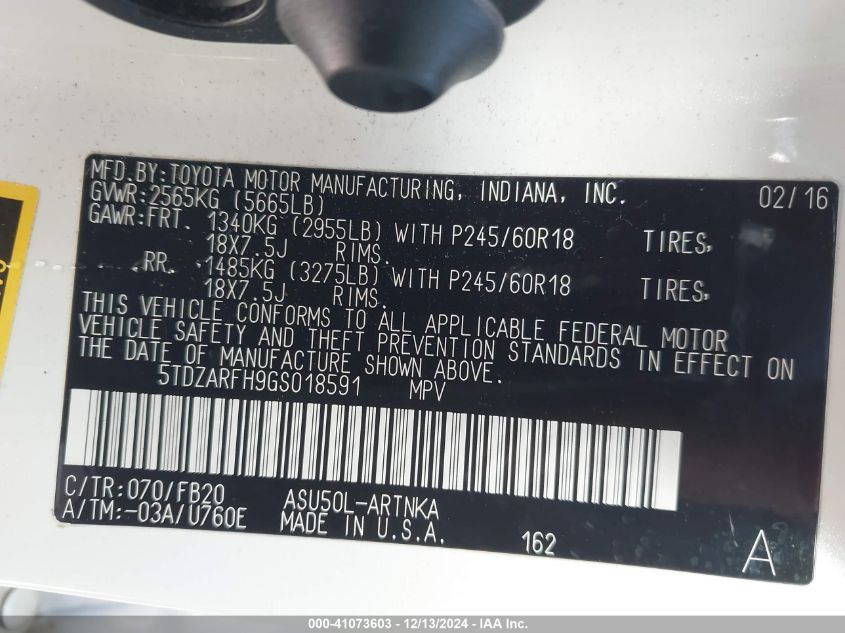 MFD.BY:TOYOTA MOTOR MANUFACTURING, INDIANA, INC. 02/16
GVWR:2565KG (5665LB)
GAWR:FRT. 1340KG (2955LB) WITH P245/60R18 TIRES,
18X7.5J RIMS.
.RR. 1485KG (3275LB) WITH P245/60R18 TIRES,
18X7.5J RIMS.
THIS VEHICLE CONFORMS TO ALL APPLICABLE FEDERAL MOTOR
VEHICLE SAFETY AND THEFT PREVENTION STANDARDS IN EFFECT ON
THE DATE OF MANUFACTURE SHOWN ABOVE.
5TDZARFH9GS018591 MPV
C/TR:070/FB20 ASU50L-ARTNKA
A/TM:-03A/U760E MADE IN U.S.A. 162 A
000-41073603 - 12/13/2024 - IAA Inc.